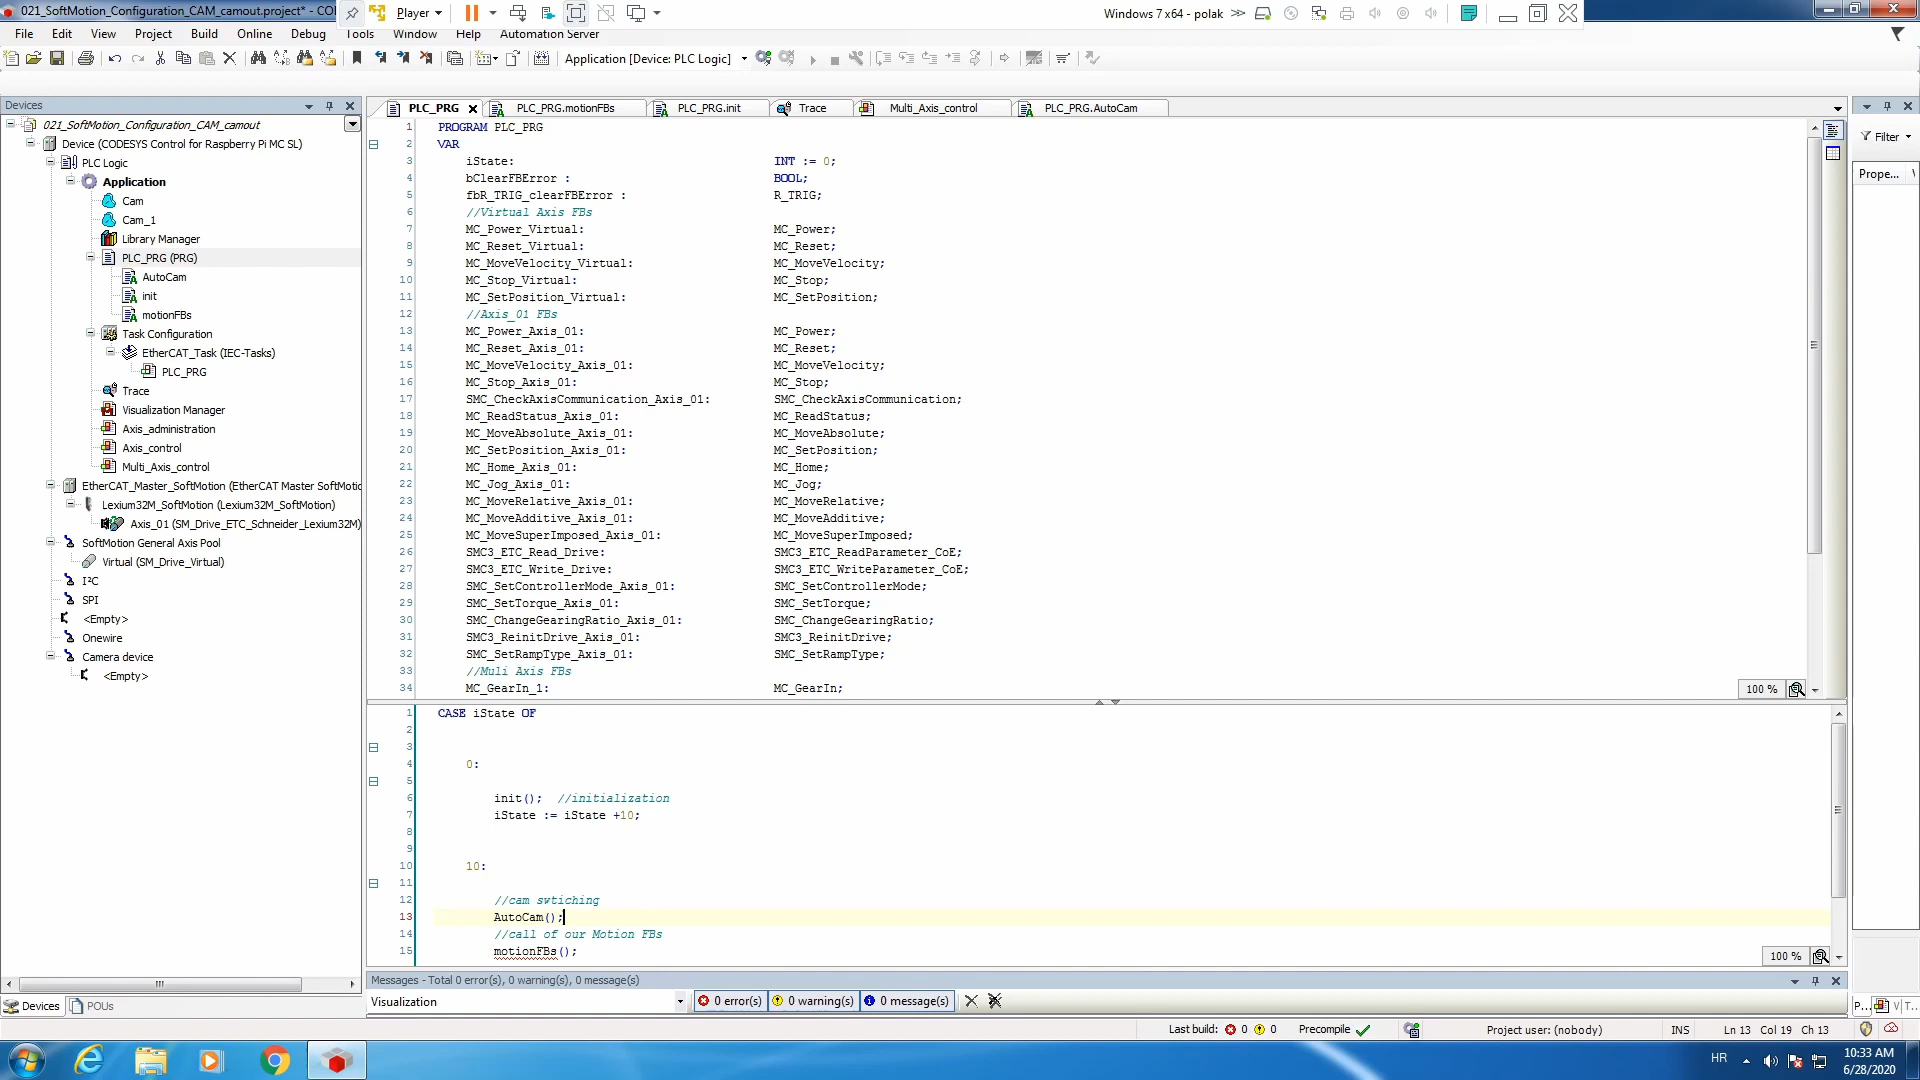 021_SoftMotion_Configuration_CAM_camout.project* - CO
Player
Windows 7 x64 - polak
File Edit View Project Build Online Debug Tools Window Help Automation Server
Application [Device: PLC Logic]
Devices
021_SoftMotion_Configuration_CAM_camout
Device (CODESYS Control for Raspberry Pi MC SL)
PLC Logic
Application
Cam
Cam_1
Library Manager
PLC_PRG (PRG)
AutoCam
init
motionFBs
Task Configuration
EtherCAT_Task (IEC-Tasks)
PLC_PRG
Trace
Visualization Manager
Axis_administration
Axis_control
Multi_Axis_control
EtherCAT_Master_SoftMotion (EtherCAT Master SoftMotio
Lexium32M_SoftMotion (Lexium32M_SoftMotion)
Axis_01 (SM_Drive_ETC_Schneider_Lexium32M)
SoftMotion General Axis Pool
Virtual (SM_Drive_Virtual)
I²C
SPI
<Empty>
Onewire
Camera device
<Empty>
Devices POUs
PLC_PRG PLC_PRG.motionFBs PLC_PRG.init Trace Multi_Axis_control PLC_PRG.AutoCam
1 PROGRAM PLC_PRG
2 VAR
3 iState: INT := 0;
4 bClearFBError : BOOL;
5 fbR_TRIG_clearFBError : R_TRIG;
6 //Virtual Axis FBs
7 MC_Power_Virtual: MC_Power;
8 MC_Reset_Virtual: MC_Reset;
9 MC_MoveVelocity_Virtual: MC_MoveVelocity;
10 MC_Stop_Virtual: MC_Stop;
11 MC_SetPosition_Virtual: MC_SetPosition;
12 //Axis_01 FBs
13 MC_Power_Axis_01: MC_Power;
14 MC_Reset_Axis_01: MC_Reset;
15 MC_MoveVelocity_Axis_01: MC_MoveVelocity;
16 MC_Stop_Axis_01: MC_Stop;
17 SMC_CheckAxisCommunication_Axis_01: SMC_CheckAxisCommunication;
18 MC_ReadStatus_Axis_01: MC_ReadStatus;
19 MC_MoveAbsolute_Axis_01: MC_MoveAbsolute;
20 MC_SetPosition_Axis_01: MC_SetPosition;
21 MC_Home_Axis_01: MC_Home;
22 MC_Jog_Axis_01: MC_Jog;
23 MC_MoveRelative_Axis_01: MC_MoveRelative;
24 MC_MoveAdditive_Axis_01: MC_MoveAdditive;
25 MC_MoveSuperImposed_Axis_01: MC_MoveSuperImposed;
26 SMC3_ETC_Read_Drive: SMC3_ETC_ReadParameter_CoE;
27 SMC3_ETC_Write_Drive: SMC3_ETC_WriteParameter_CoE;
28 SMC_SetControllerMode_Axis_01: SMC_SetControllerMode;
29 SMC_SetTorque_Axis_01: SMC_SetTorque;
30 SMC_ChangeGearingRatio_Axis_01: SMC_ChangeGearingRatio;
31 SMC3_ReinitDrive_Axis_01: SMC3_ReinitDrive;
32 SMC_SetRampType_Axis_01: SMC_SetRampType;
33 //Muli Axis FBs
34 MC_GearIn_1: MC_GearIn;
100 %
1 CASE iState OF
2
3
4 0:
5
6 init(); //initialization
7 iState := iState +10;
8
9
10 10:
11
12 //cam swtiching
13 AutoCam();
14 //call of our Motion FBs
15 motionFBs();
100 %
Filter
Prope...
Messages - Total 0 error(s), 0 warning(s), 0 message(s)
Visualization 0 error(s) 0 warning(s) 0 message(s)
P... V T...
Last build: 0 0 Precompile Project user: (nobody) INS Ln 13 Col 19 Ch 13
HR
10:33 AM
6/28/2020